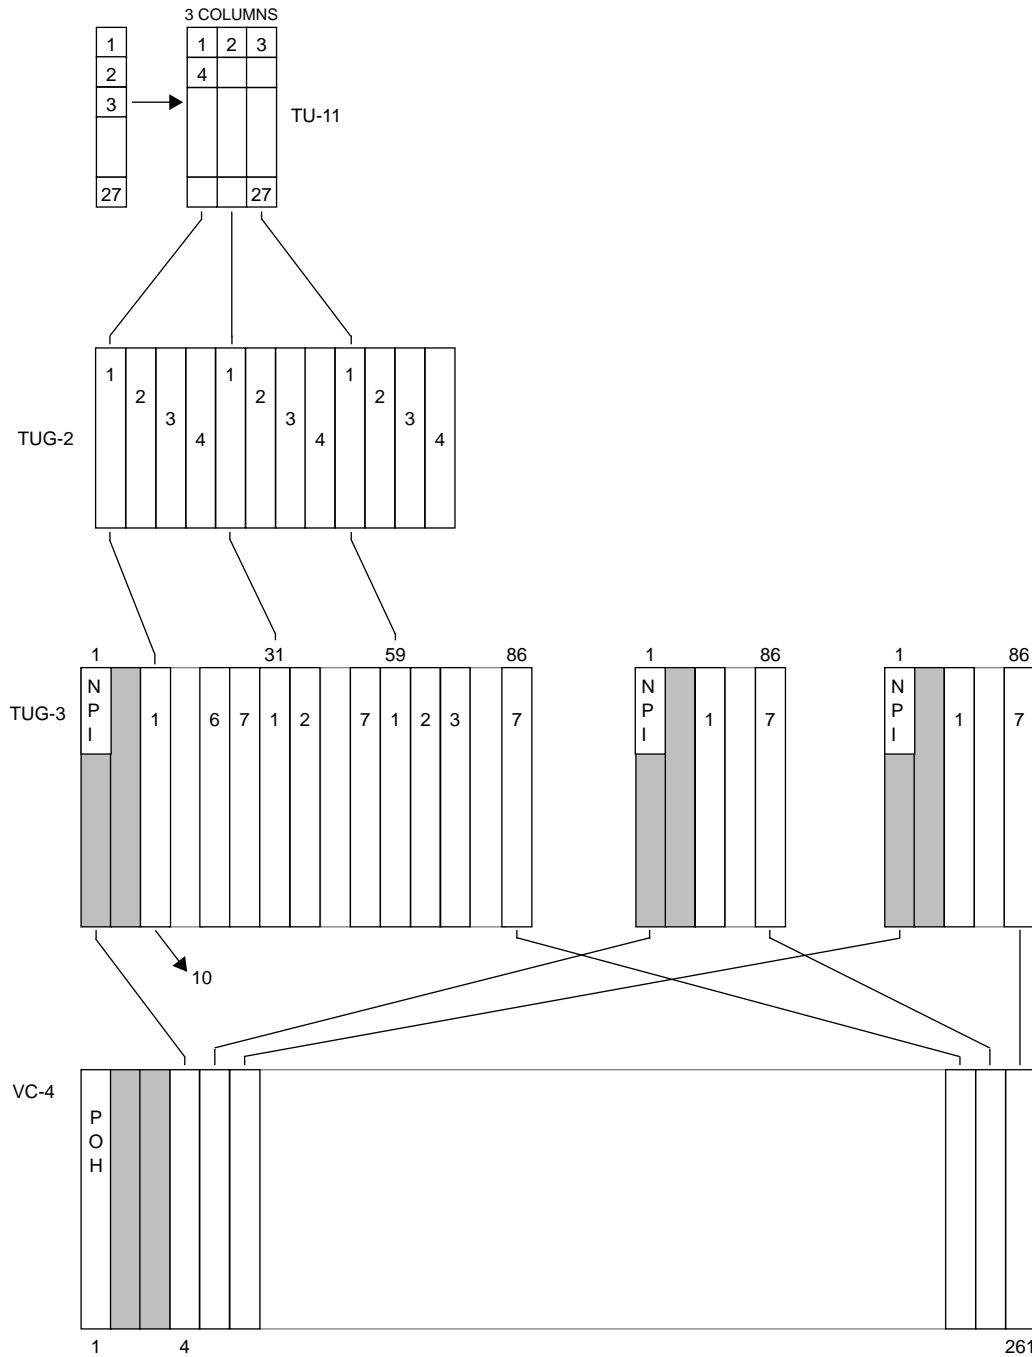 3 COLUMNS
1 1 2 3
2 4
3
TU-11
27 27
1 1 1
2 2 2
3 3 3
TUG-2 4 4 4
1 31 59 86 1 86 1 86
N N N
P P P
I I I
TUG-3 1 6 7 1 2 7 1 2 3 7 1 7 1 7
10
VC-4
P
O
H
1 4 261